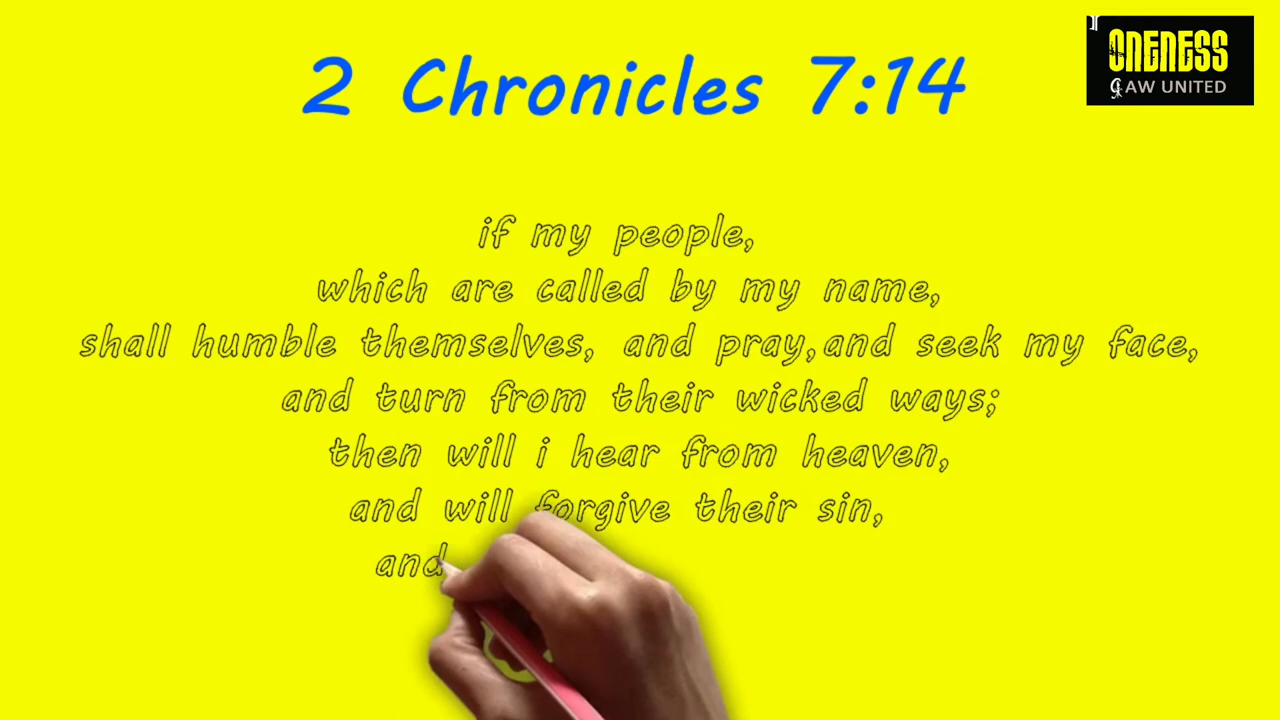 2 Chronicles 7:14
ONENESS
AW UNITED
if my people,
which are called by my name,
shall humble themselves, and pray,and seek my face,
and turn from their wicked ways;
then will i hear from heaven,
and will forgive their sin,
and